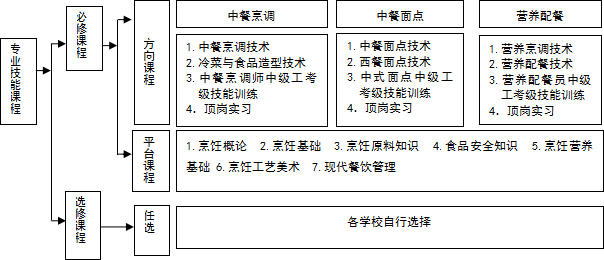 专业技能课程
必修课程
方向课程
中餐烹调
1.中餐烹调技术
2.冷菜与食品造型技术
3.中餐烹调师中级工考
级技能训练
4．顶岗实习
中餐面点
1.中餐面点技术
2.西餐面点技术
3.中式面点中级工
考级技能训练
4．顶岗实习
营养配餐
1.营养烹调技术
2.营养配餐技术
3.营养配餐员中级
工考级技能训练
4．顶岗实习
平台课程
1.烹饪概论 2.烹饪基础 3.烹饪原料知识 4.食品安全知识 5.烹饪营养
基础 6.烹饪工艺美术 7.现代餐饮管理
选修课程
任选
各学校自行选择